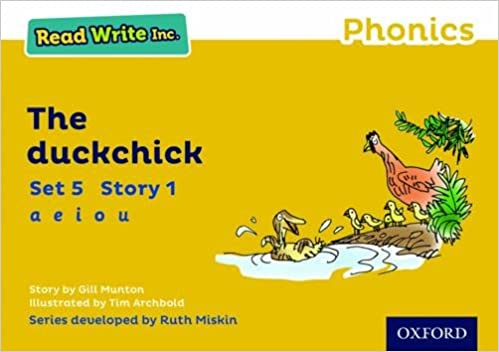 Read Write Inc.
Phonics
The
duckchick
Set 5 Story 1
a e i o u
Story by Gill Munton
Illustrated by Tim Archbold
Series developed by Ruth Miskin
OXFORD